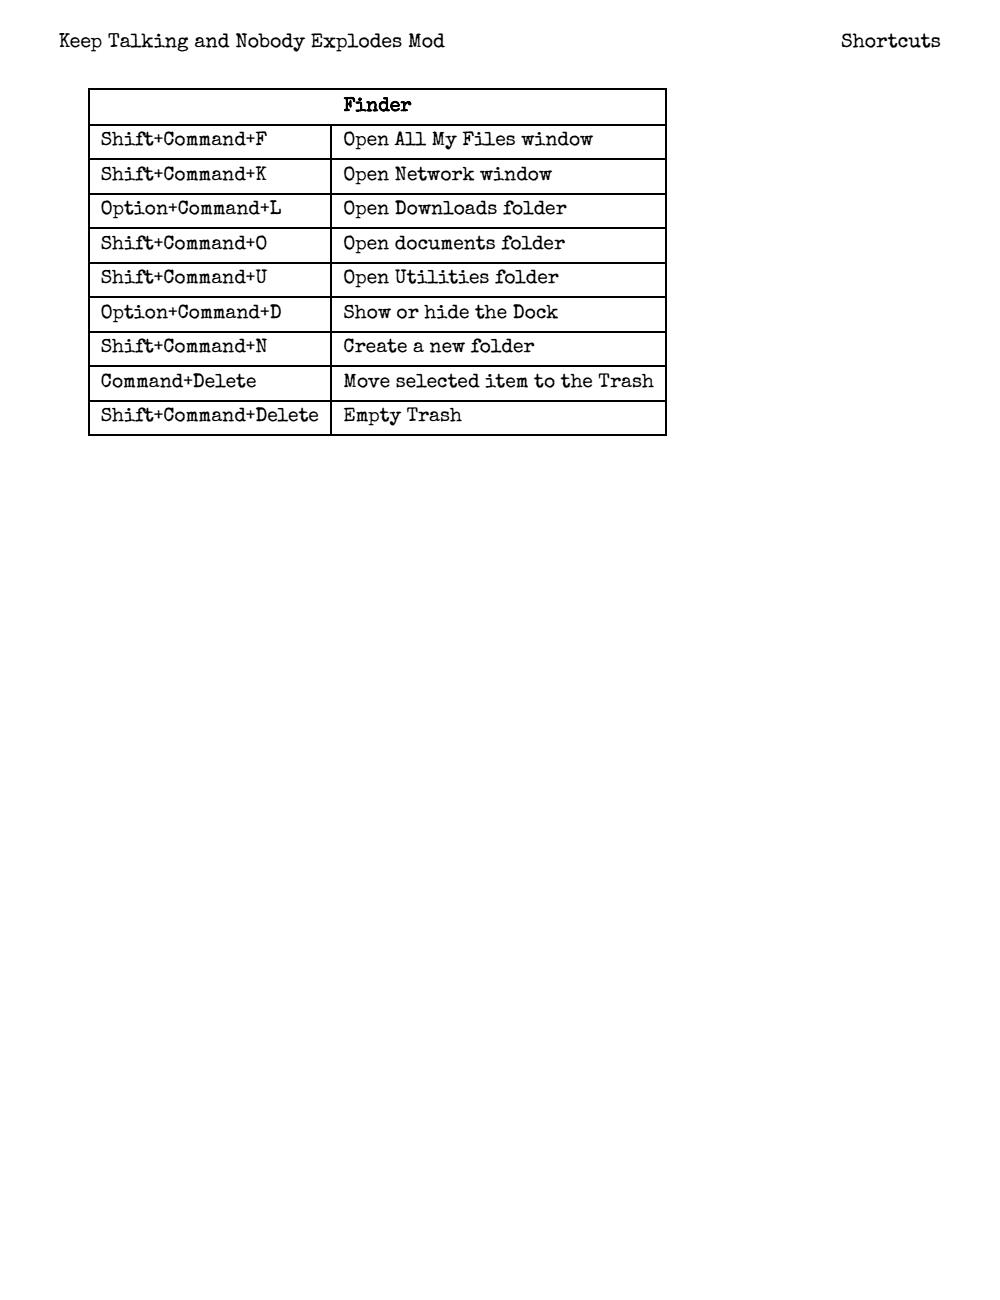 Keep Talking and Nobody Explodes Mod Shortcuts
Finder
Shift+Command+F Open All My Files window
Shift+Command+K Open Network window
Option+Command+L Open Downloads folder
Shift+Command+O Open documents folder
Shift+Command+U Open Utilities folder
Option+Command+D Show or hide the Dock
Shift+Command+N Create a new folder
Command+Delete Move selected item to the Trash
Shift+Command+Delete Empty Trash